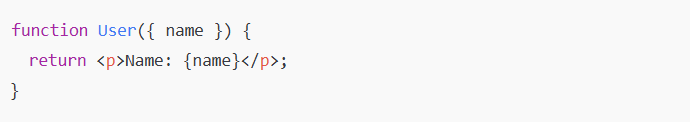 function User({ name }) {
  return <p>Name: {name}</p>;
}